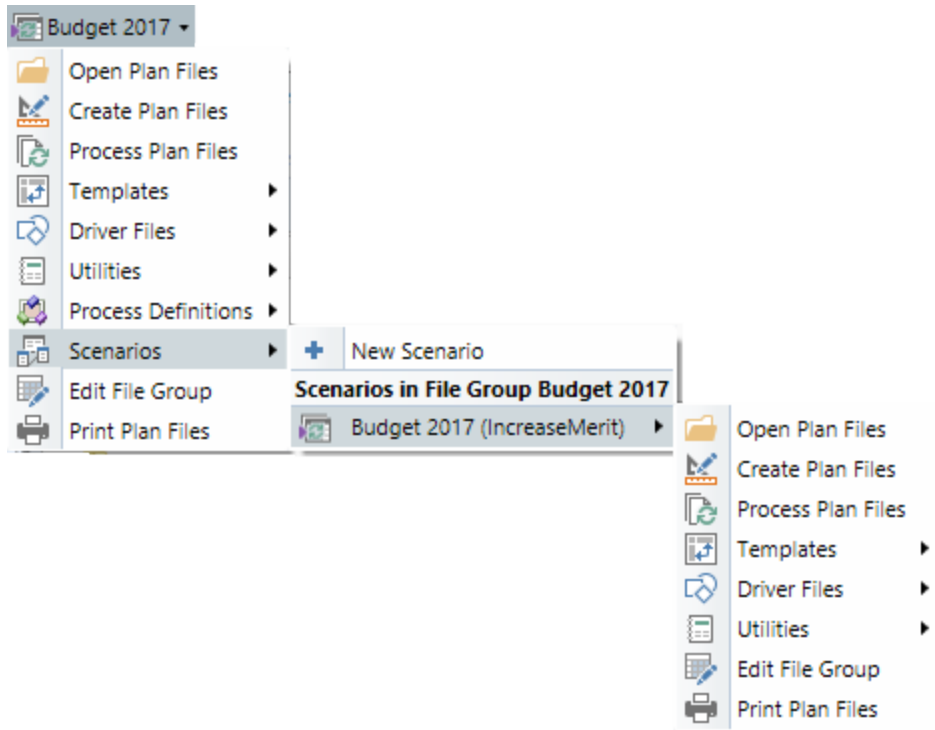 Budget 2017
Open Plan Files
Create Plan Files
Process Plan Files
Templates
Driver Files
Utilities
Process Definitions
Scenarios
Edit File Group
Print Plan Files
New Scenario
Scenarios in File Group Budget 2017
Budget 2017 (IncreaseMerit)
Open Plan Files
Create Plan Files
Process Plan Files
Templates
Driver Files
Utilities
Edit File Group
Print Plan Files